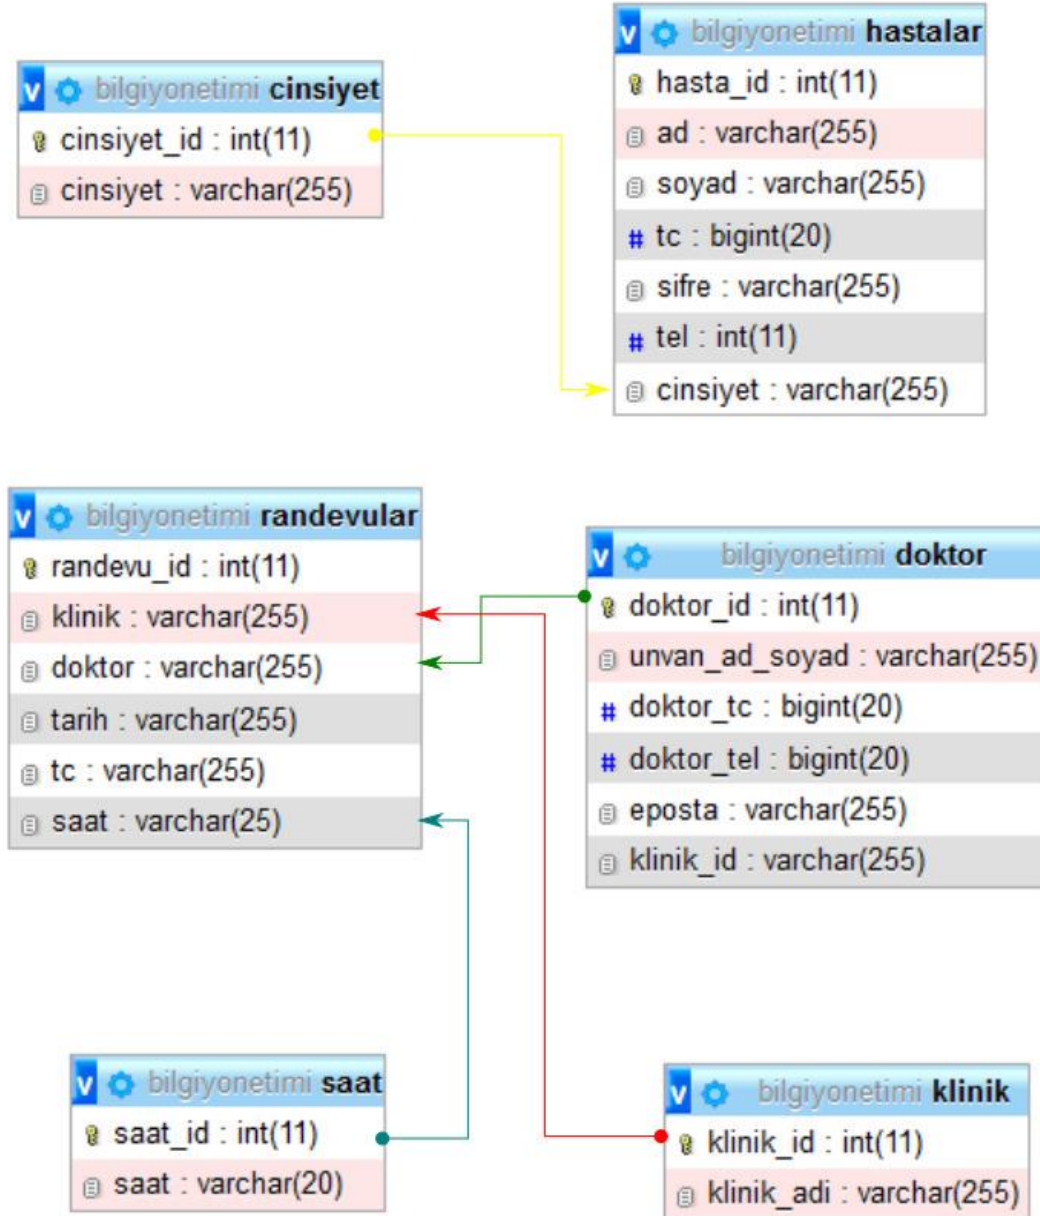 v bilgiyonetimi cinsiyet
cinsiyet_id : int(11)
cinsiyet : varchar(255)
v bilgiyonetimi hastalar
hasta_id : int(11)
ad : varchar(255)
soyad : varchar(255)
# tc : bigint(20)
sifre : varchar(255)
# tel : int(11)
cinsiyet : varchar(255)
v bilgiyonetimi randevular
randevu_id : int(11)
klinik : varchar(255)
doktor : varchar(255)
tarih : varchar(255)
tc : varchar(255)
saat : varchar(25)
v bilgiyonetimi doktor
doktor_id : int(11)
unvan_ad_soyad : varchar(255)
# doktor_tc : bigint(20)
# doktor_tel : bigint(20)
eposta : varchar(255)
klinik_id : varchar(255)
v bilgiyonetimi saat
saat_id : int(11)
saat : varchar(20)
v bilgiyonetimi klinik
klinik_id : int(11)
klinik_adi : varchar(255)